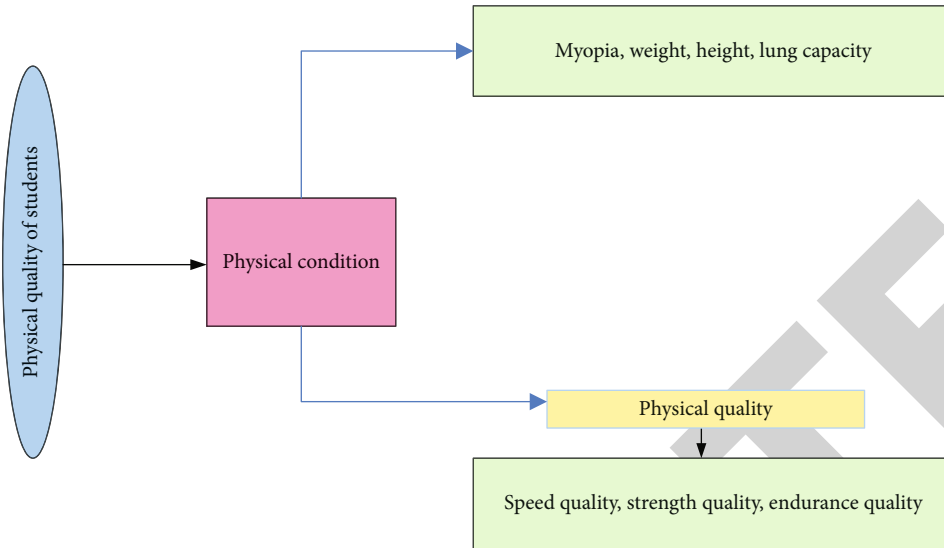 Myopia, weight, height, lung capacity
Physical quality of students
Physical condition
Physical quality
Speed quality, strength quality, endurance quality